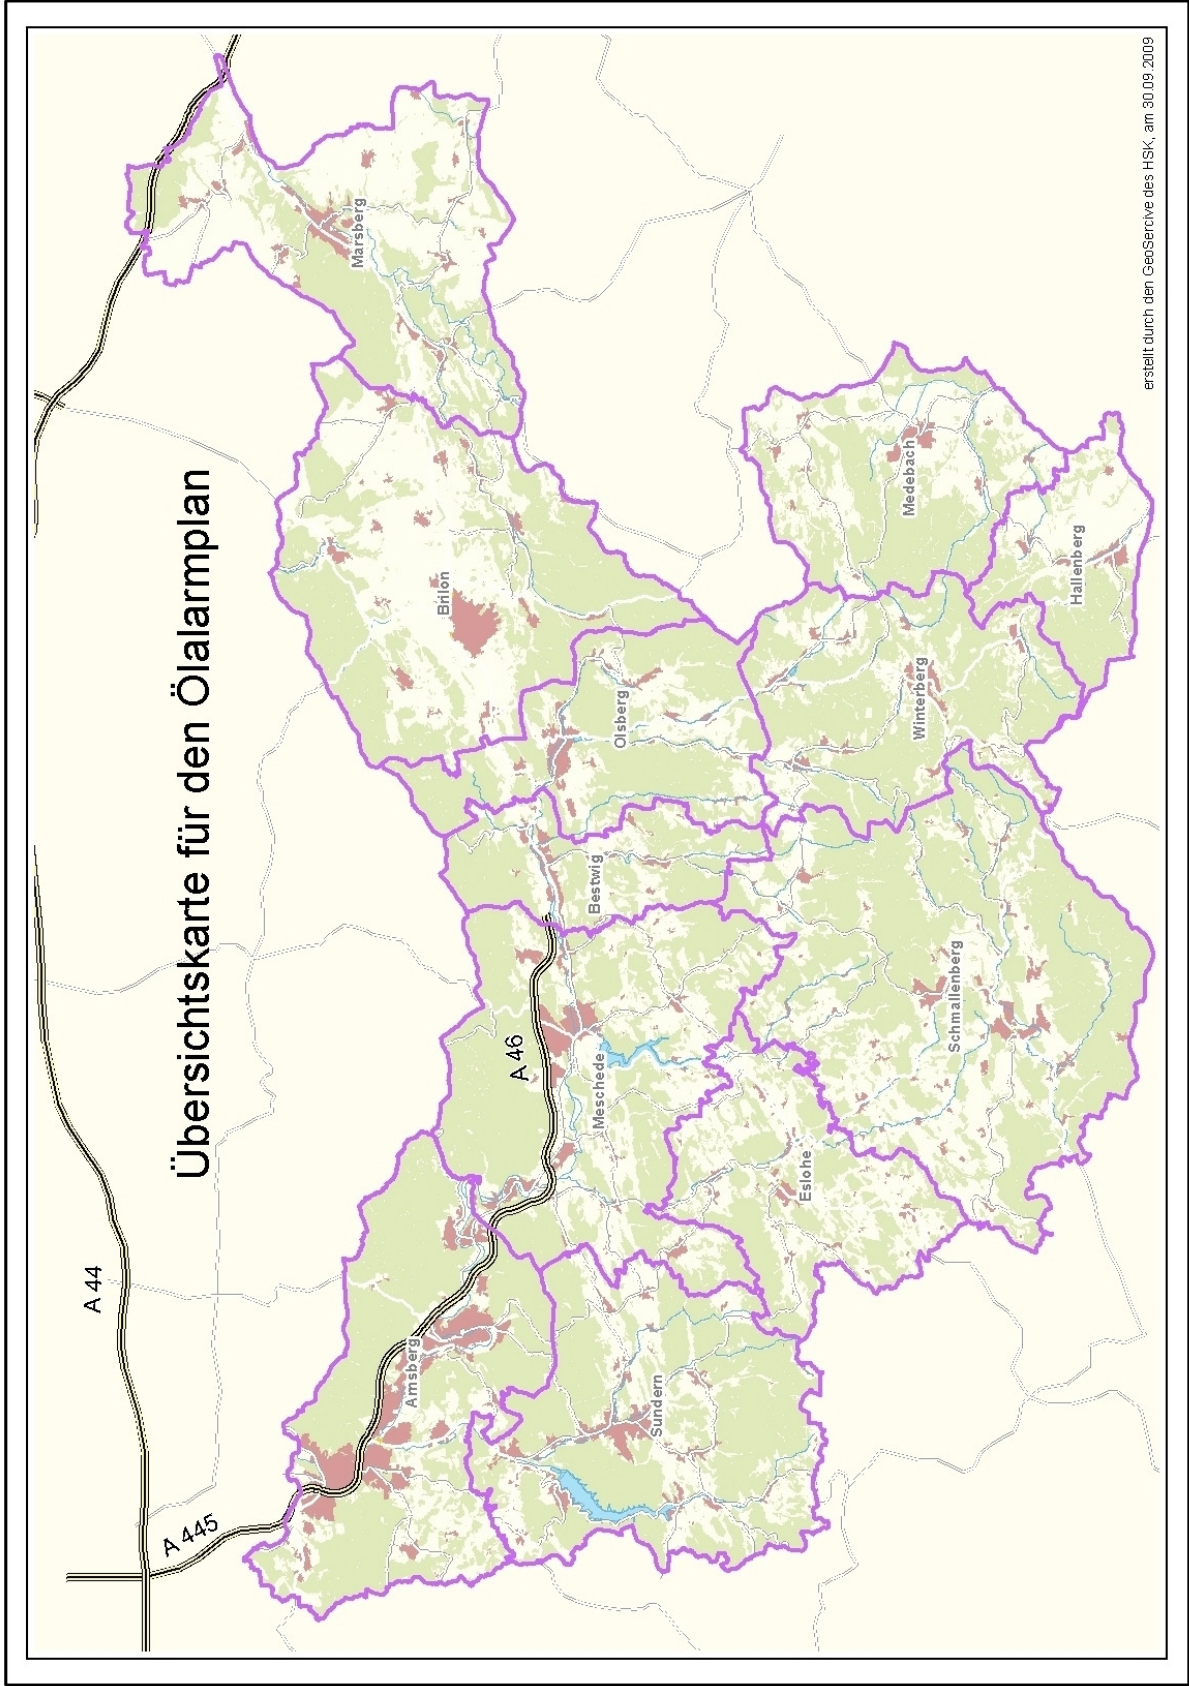 Übersichtskarte für den Ölalarmplan
A 44
A 445
A 46
Marsberg
Brilon
Arnsberg
Olsberg
Bestwig
Meschede
Sundern
Medebach
Hallenberg
Winterberg
Schmallenberg
Eslohe
erstellt durch den GeoSercive des HSK, am 30.09.2009